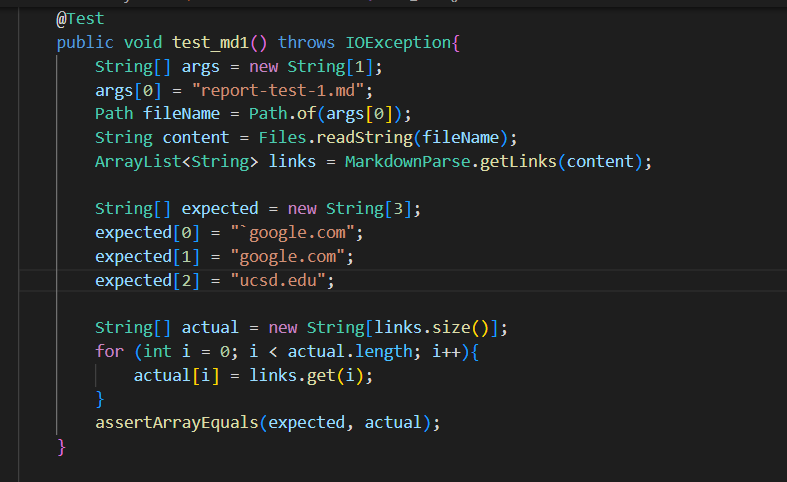 @Test
public void test_md1() throws IOException{
String[] args = new String[1];
args[0] = "report-test-1.md";
Path fileName = Path.of(args[0]);
String content = Files.readString(fileName);
ArrayList<String> links = MarkdownParse.getLinks(content);
String[] expected = new String[3];
expected[0] = "`google.com";
expected[1] = "google.com";
expected[2] = "ucsd.edu";
String[] actual = new String[links.size()];
for (int i = 0; i < actual.length; i++){
actual[i] = links.get(i);
}
assertArrayEquals(expected, actual);
}